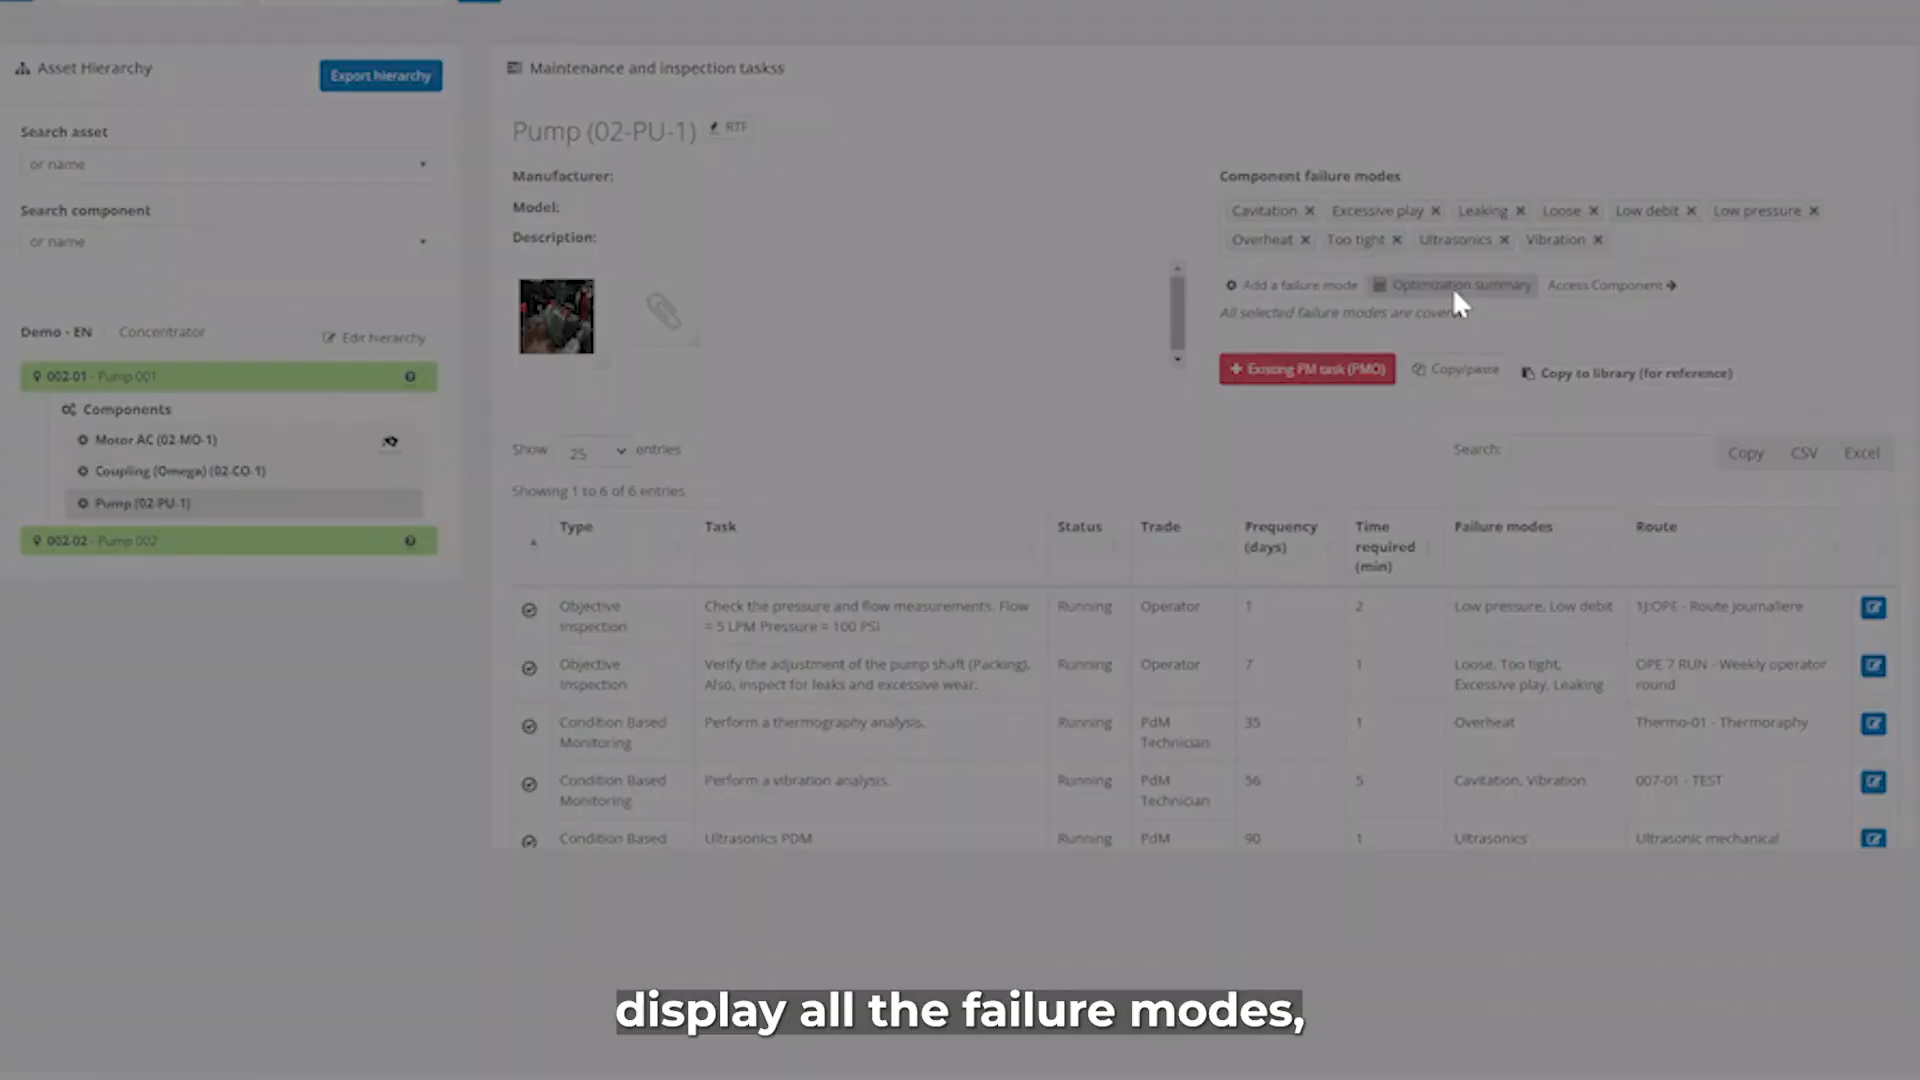 Asset Hierarchy
Export hierarchy
Search asset
or name
Search component
or name
Demo - EN / Concentrator
Edit hierarchy
002-01 - Pump 001
Components
Motor AC (02-MO-1)
Coupling (Omega) (02-CO-1)
Pump (02-PU-1)
002-02 - Pump 002
Maintenance and inspection taskss
Pump (02-PU-1) RTF
Manufacturer:
Model:
Description:
Component failure modes
Cavitation × Excessive play × Leaking × Loose × Low debit × Low pressure ×
Overheat × Too tight × Ultrasonics × Vibration ×
Add a failure mode Optimization summary Access Component
All selected failure modes are
Existing PM task (PMO) Copy/paste Copy to library (for reference)
Show 25 entries
Search:
Copy CSV Excel
Showing 1 to 6 of 6 entries
Type Task Status Trade Frequency (days) Time required (min) Failure modes Route
Objective Inspection Check the pressure and flow measurements. Flow = 5 LPM Pressure = 100 PSI Running Operator 1 2 Low pressure, Low debit 1J:OPE - Route journaliere
Objective Inspection Verify the adjustment of the pump shaft (Packing). Also, inspect for leaks and excessive wear. Running Operator 7 1 Loose, Too tight, Excessive play, Leaking OPE 7 RUN - Weekly operator round
Condition Based Monitoring Perform a thermography analysis. Running PdM Technician 35 1 Overheat Thermo-01 - Thermoraphy
Condition Based Monitoring Perform a vibration analysis. Running PdM Technician 56 5 Cavitation, Vibration 007-01 - TEST
Condition Based Ultrasonics PDM Running PdM 90 1 Ultrasonics Ultrasonic mechanical
display all the failure modes,